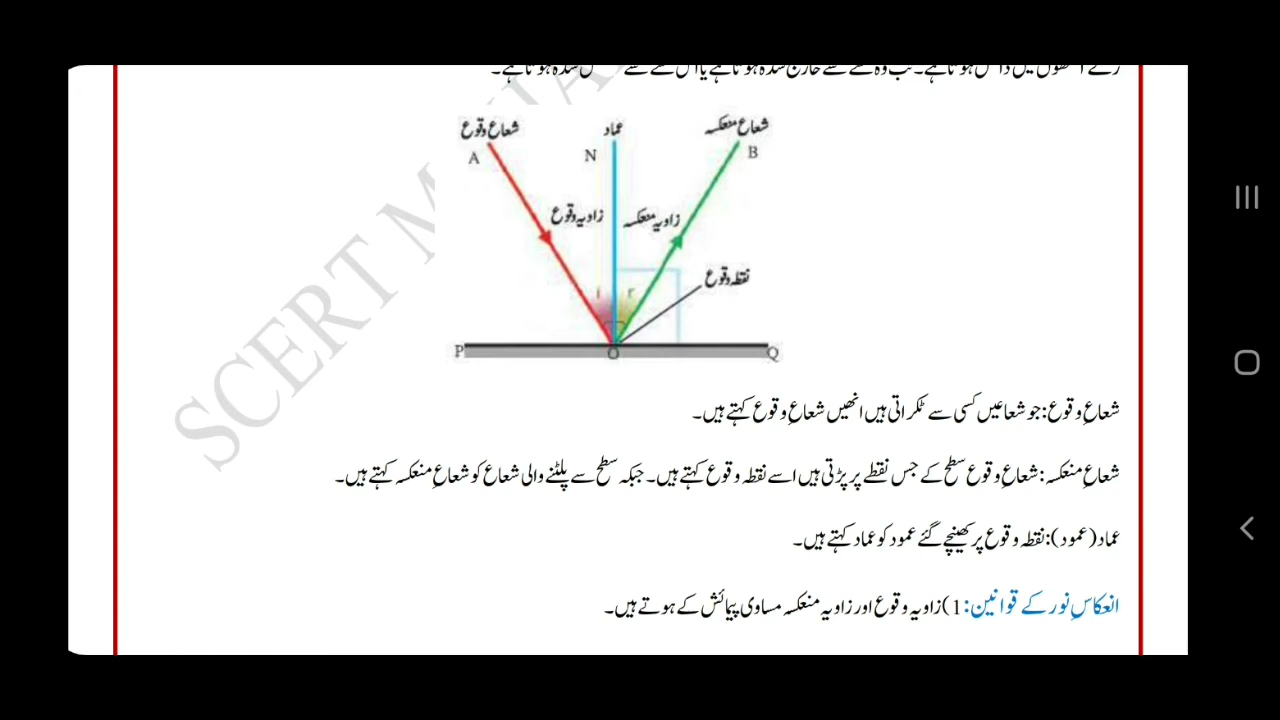 شعاع وقوع
عماد
شعاع منعکسہ
A
N
B
زاویہ وقوع
زاویہ منعکسہ
نقطہ وقوع
i
r
P
O
Q
شعاعِ وقوع: جو شعاعیں کسی سے ٹکراتی ہیں انھیں شعاعِ وقوع کہتے ہیں۔
شعاعِ منعکسہ: شعاعِ وقوع سطح کے جس نقطے پر پڑتی ہیں اسے نقطہ وقوع کہتے ہیں۔ جبکہ سطح سے پلٹنے والی شعاع کو شعاعِ منعکسہ کہتے ہیں۔
عماد (عمود): نقطہ وقوع پر کھینچے گئے عمود کو عماد کہتے ہیں۔
انعکاسِ نور کے قوانین: 1) زاویہ وقوع اور زاویہ منعکسہ مساوی پیمائش کے ہوتے ہیں۔
SCERT